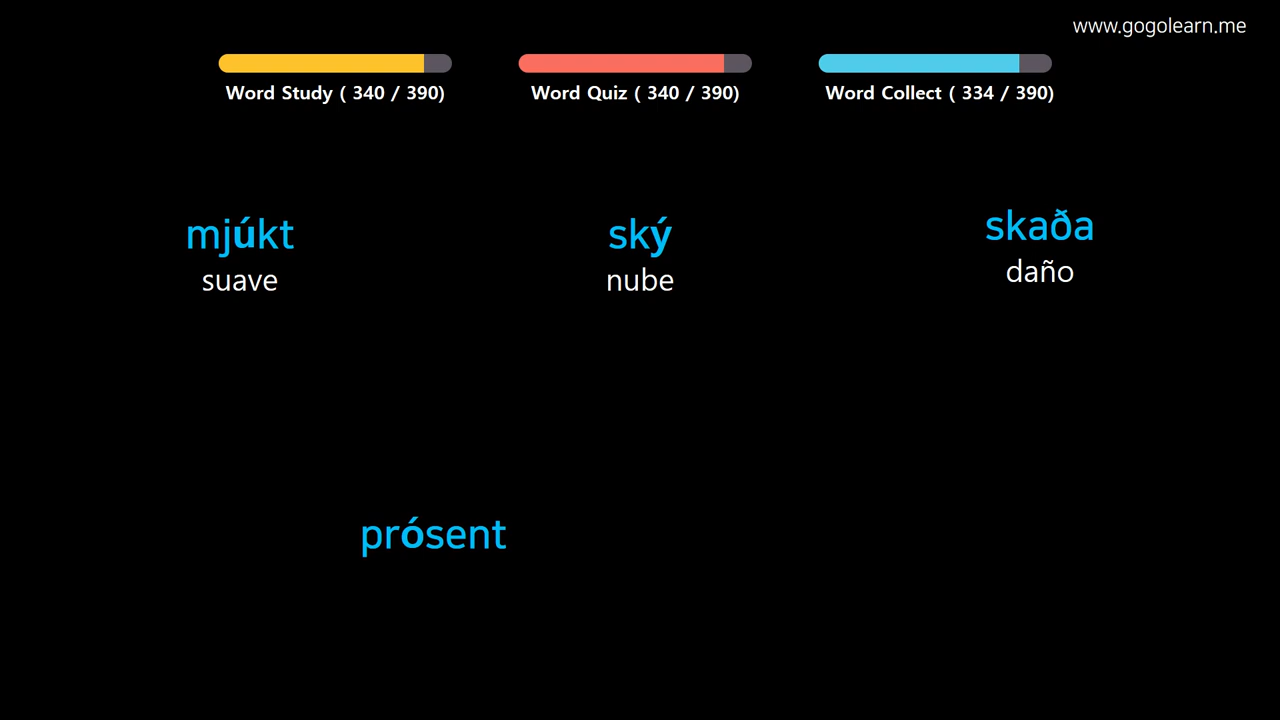 www.gogolearn.me
Word Study ( 340 / 390)
Word Quiz ( 340 / 390)
Word Collect ( 334 / 390)
mjúkt
suave
ský
nube
skaða
daño
prósent